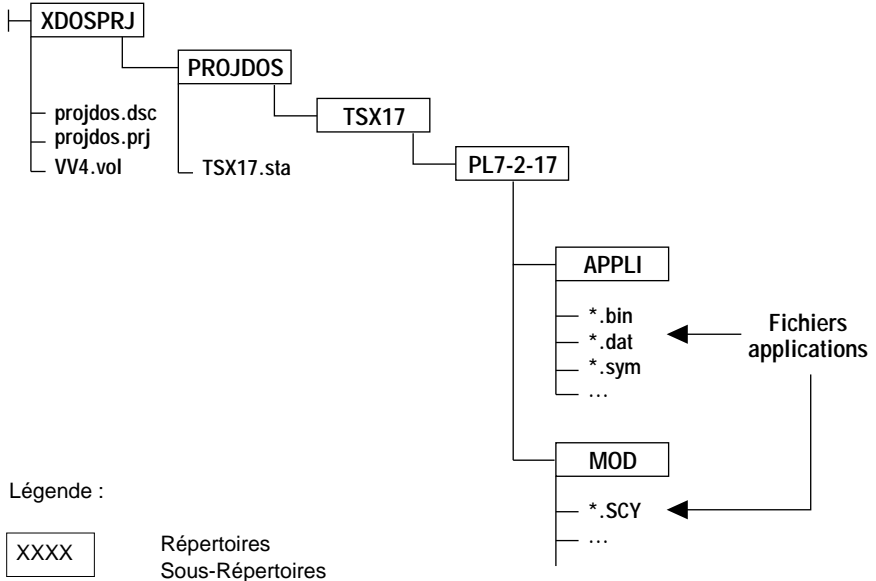 XDOSPRJ
PROJDOS
projdos.dsc
projdos.prj
VV4.vol
TSX17.sta
TSX17
PL7-2-17
APPLI
*.bin
*.dat
*.sym
...
Fichiers
applications
MOD
*.SCY
...
Légende :
XXXX
Répertoires
Sous-Répertoires